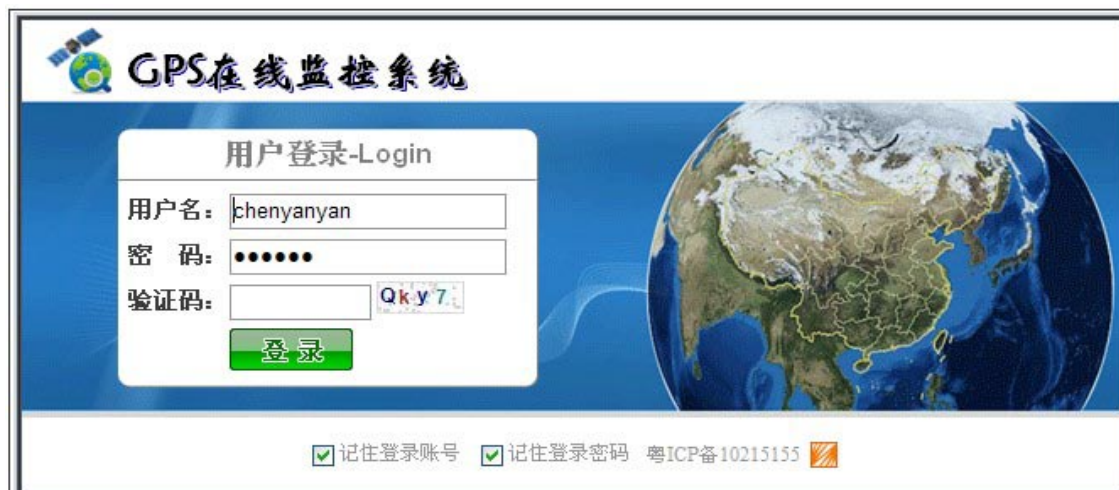 GPS在线监控系统
用户登录-Login
用户名：chenyanyan
密 码：••••••
验证码： Qky7
登 录
记住登录账号 记住登录密码 粤ICP备10215155